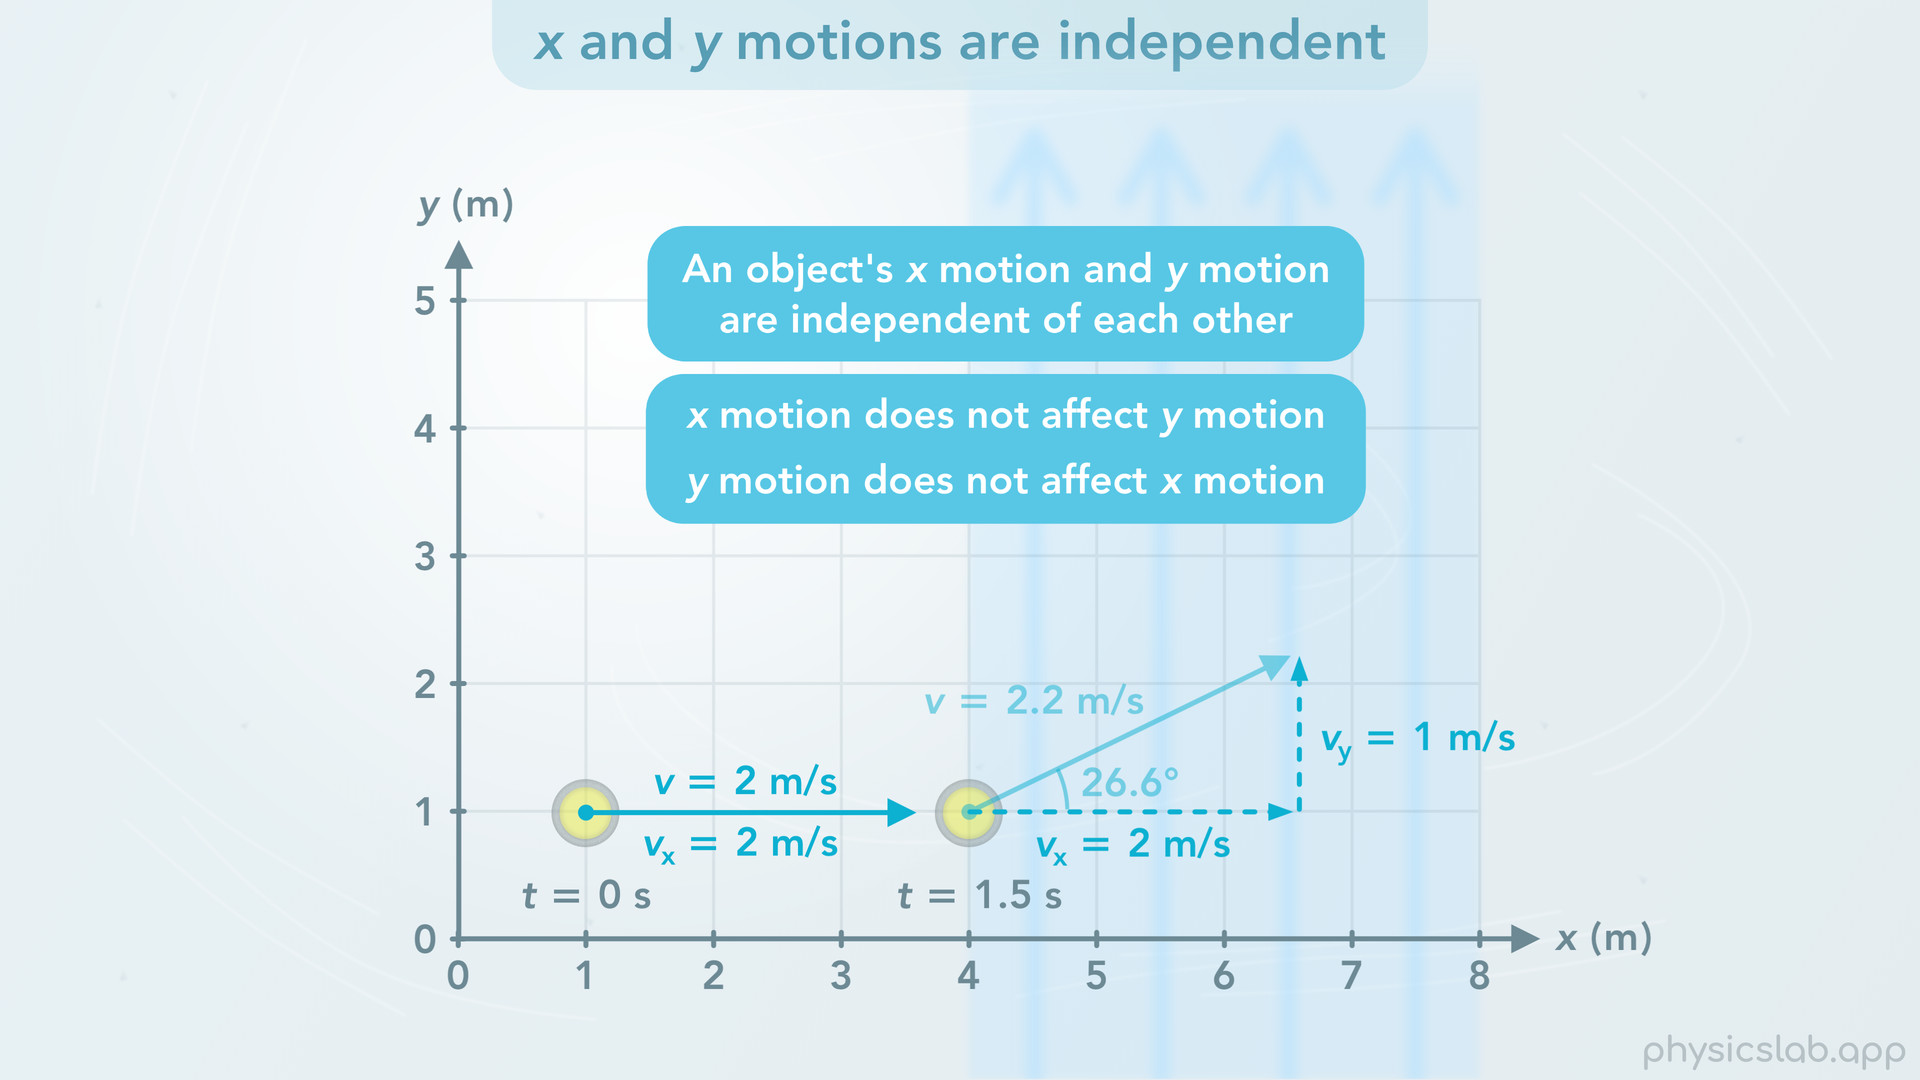 x and y motions are independent
y (m)
An object's x motion and y motion
are independent of each other
x motion does not affect y motion
y motion does not affect x motion
5
4
3
2
1
0
v = 2.2 m/s
v = 2 m/s
vx = 2 m/s
26.6°
vx = 2 m/s
vy = 1 m/s
t = 0 s
t = 1.5 s
0 1 2 3 4 5 6 7 8
x (m)
physicslab.app